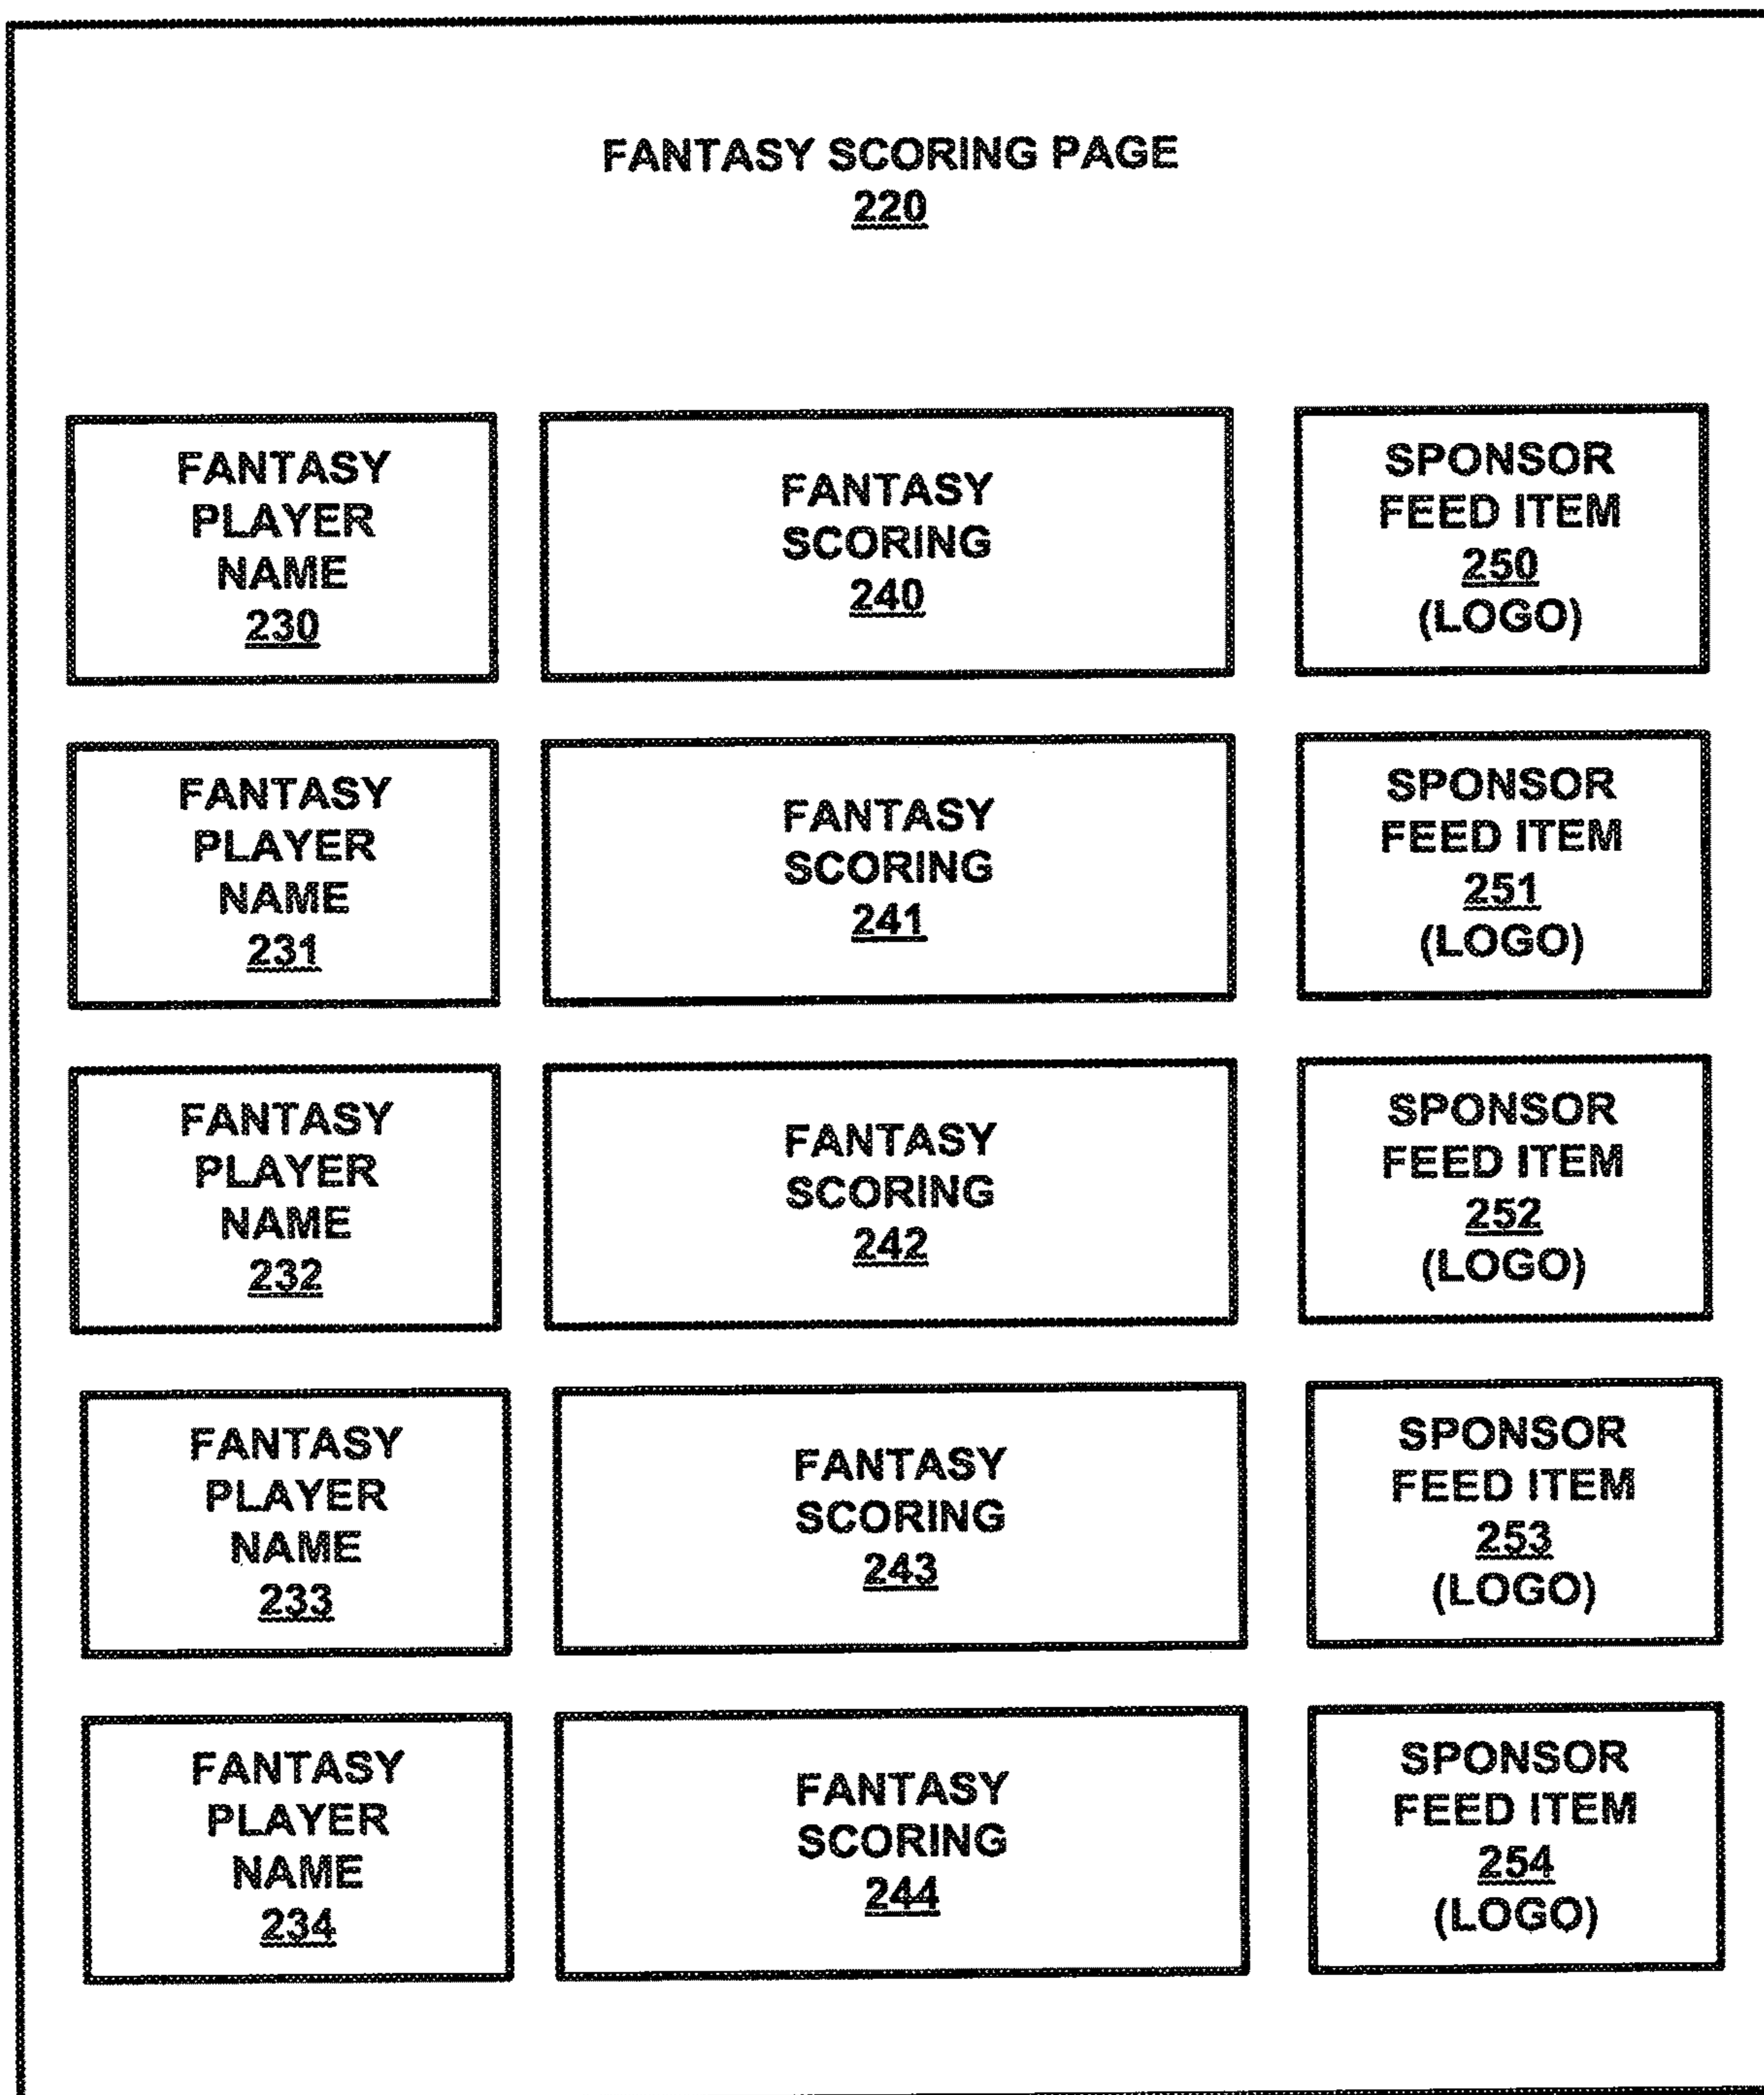 FANTASY SCORING PAGE
220
FANTASY
PLAYER
NAME
230
FANTASY
SCORING
240
SPONSOR
FEED ITEM
250
(LOGO)
FANTASY
PLAYER
NAME
231
FANTASY
SCORING
241
SPONSOR
FEED ITEM
251
(LOGO)
FANTASY
PLAYER
NAME
232
FANTASY
SCORING
242
SPONSOR
FEED ITEM
252
(LOGO)
FANTASY
PLAYER
NAME
233
FANTASY
SCORING
243
SPONSOR
FEED ITEM
253
(LOGO)
FANTASY
PLAYER
NAME
234
FANTASY
SCORING
244
SPONSOR
FEED ITEM
254
(LOGO)